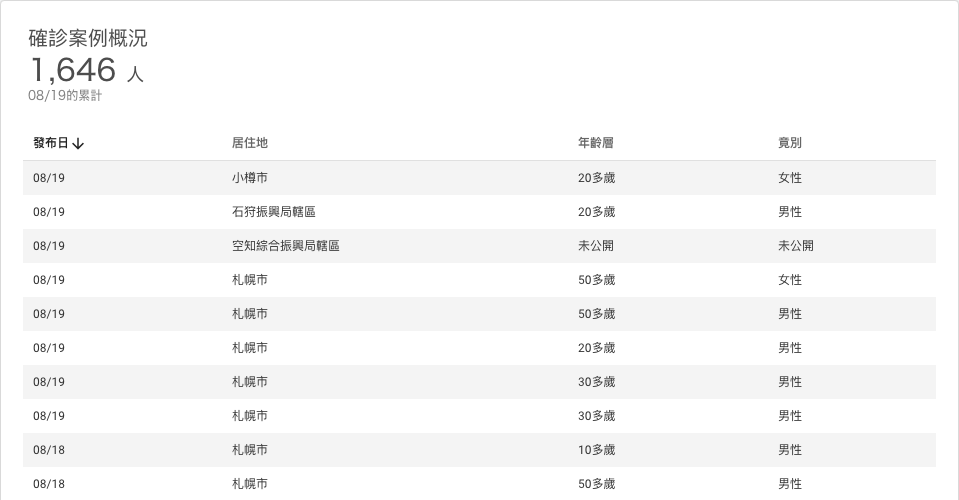 確診案例概況
1,646 人
08/19的累計
發布日↓ 居住地 年齡層 竟別
08/19 小樽市 20多歲 女性
08/19 石狩振興局轄區 20多歲 男性
08/19 空知綜合振興局轄區 未公開 未公開
08/19 札幌市 50多歲 女性
08/19 札幌市 50多歲 男性
08/19 札幌市 20多歲 男性
08/19 札幌市 30多歲 男性
08/19 札幌市 30多歲 男性
08/18 札幌市 10多歲 男性
08/18 札幌市 50多歲 男性